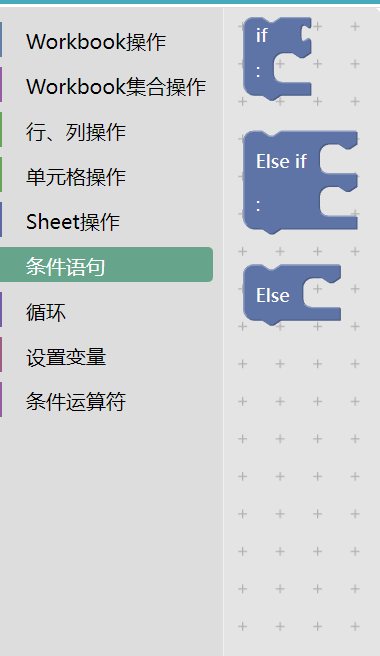 Workbook操作
Workbook集合操作
行、列操作
单元格操作
Sheet操作
条件语句
循环
设置变量
条件运算符
if
:
Else if
:
Else